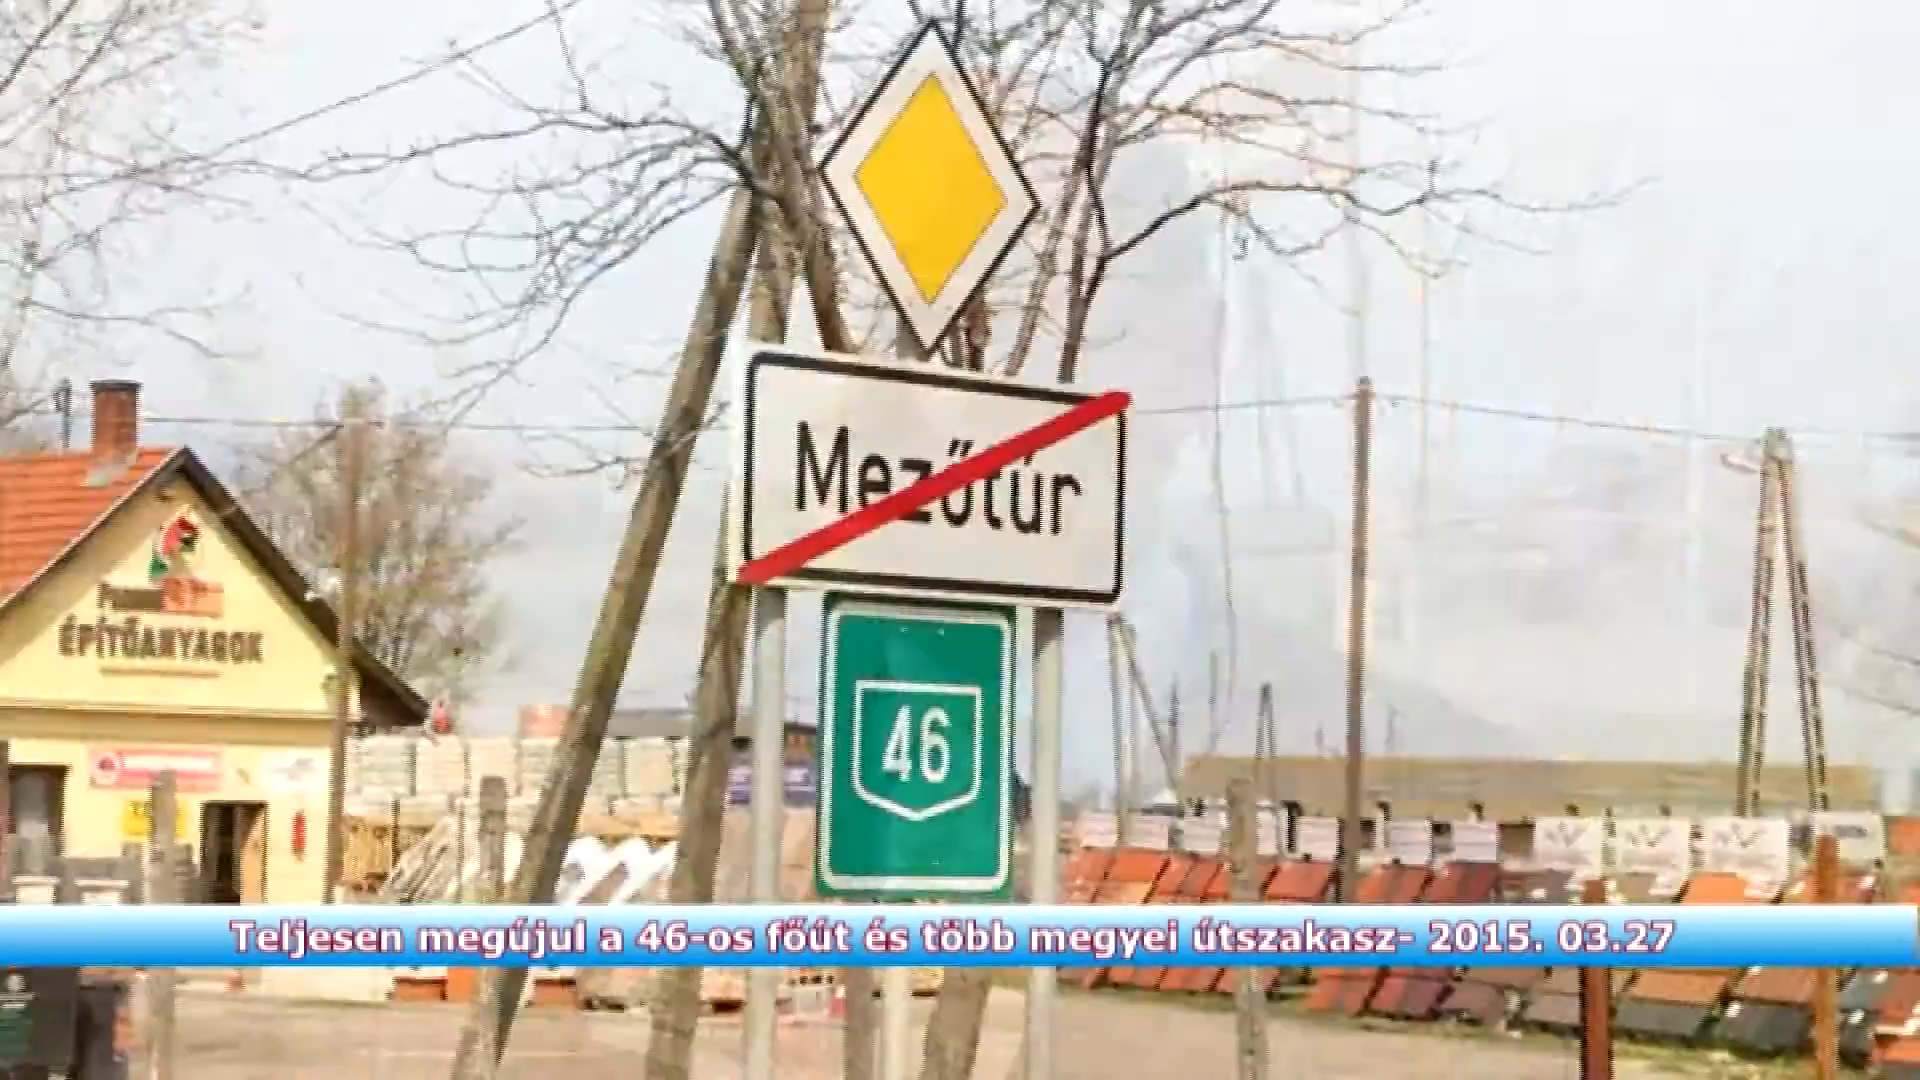 Mezőtúr
ÉPÍTŐANYAGOK
46
Teljesen megújul a 46-os főút és több megyei útszakasz- 2015. 03.27